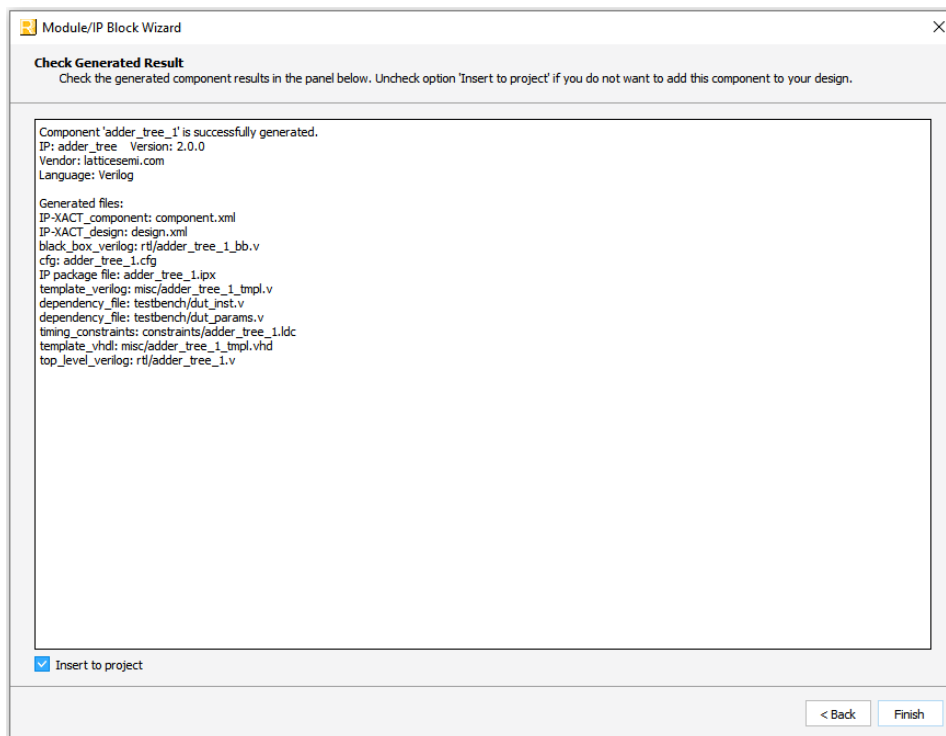 Module/IP Block Wizard
Check Generated Result
Check the generated component results in the panel below. Uncheck option 'Insert to project' if you do not want to add this component to your design.
Component 'adder_tree_1' is successfully generated.
IP: adder_tree    Version: 2.0.0
Vendor: latticesemi.com
Language: Verilog
Generated files:
IP-XACT_component: component.xml
IP-XACT_design: design.xml
black_box_verilog: rtl/adder_tree_1_bb.v
cfg: adder_tree_1.cfg
IP package file: adder_tree_1.ipx
template_verilog: misc/adder_tree_1_tmpl.v
dependency_file: testbench/dut_inst.v
dependency_file: testbench/dut_params.v
timing_constraints: constraints/adder_tree_1.ldc
template_vhdl: misc/adder_tree_1_tmpl.vhd
top_level_verilog: rtl/adder_tree_1.v
Insert to project
< Back
Finish